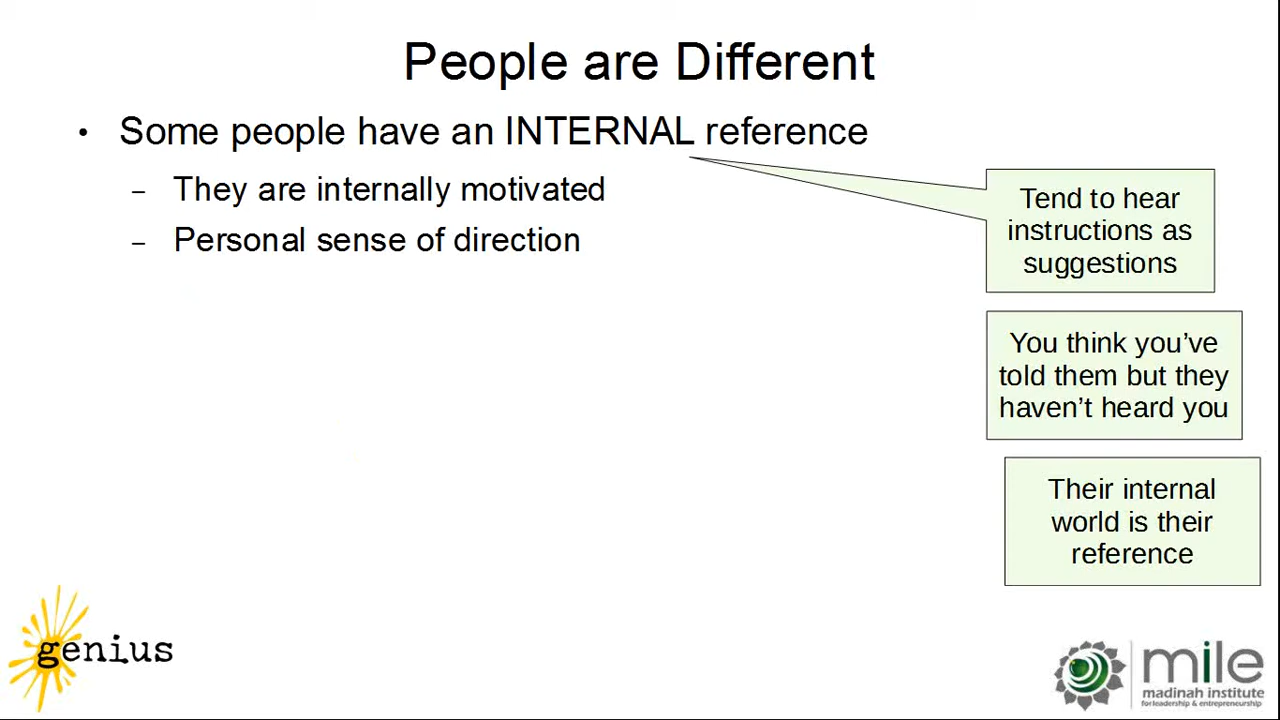 People are Different
• Some people have an INTERNAL reference
– They are internally motivated
– Personal sense of direction
Tend to hear
instructions as
suggestions
You think you’ve
told them but they
haven’t heard you
Their internal
world is their
reference
genius
mile
madinah institute
for leadership & entrepreneurship